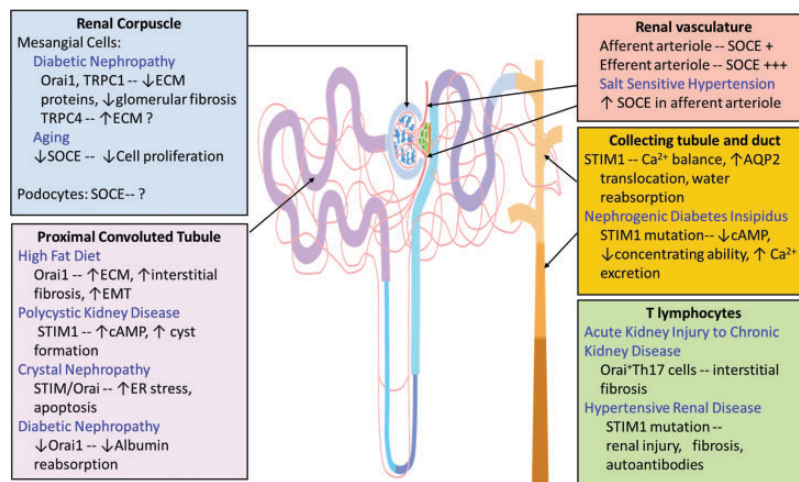 Renal Corpuscle
Mesangial Cells:
Diabetic Nephropathy
Orai1, TRPC1-- ↓ECM
proteins, ↓glomerular fibrosis
TRPC4-- ↑ECM ?
Aging
↓SOCE -- ↓Cell proliferation
Podocytes: SOCE-- ?
Proximal Convoluted Tubule
High Fat Diet
Orai1 -- ↑ECM, ↑interstitial
fibrosis, ↑EMT
Polycystic Kidney Disease
STIM1 -- ↑cAMP, ↑ cyst
formation
Crystal Nephropathy
STIM/Orai-- ↑ER stress,
apoptosis
Diabetic Nephropathy
↓Orai1 -- ↓Albumin
reabsorption
Renal vasculature
Afferent arteriole -- SOCE +
Efferent arteriole -- SOCE +++
Salt Sensitive Hypertension
↑ SOCE in afferent arteriole
Collecting tubule and duct
STIM1-- Ca²⁺ balance, ↑AQP2
translocation, water
reabsorption
Nephrogenic Diabetes Insipidus
STIM1 mutation-- ↓cAMP,
↓concentrating ability, ↑ Ca²⁺
excretion
T lymphocytes
Acute Kidney Injury to Chronic
Kidney Disease
Orai⁺Th17 cells -- interstitial
fibrosis
Hypertensive Renal Disease
STIM1 mutation --
renal injury, fibrosis,
autoantibodies